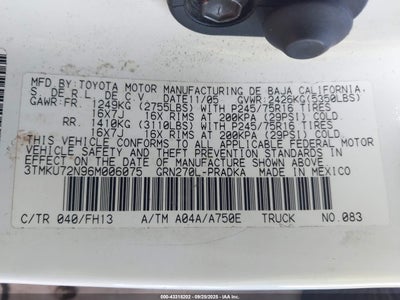 MFD.BY:TOYOTA MOTOR MANUFACTURING DE BAJA CALIFORNIA,
S. DE R.L. DE C.V. DATE11/05 GVWR:2426KG(5350LBS)
GAWR:FR. 1249KG (2755LBS) WITH P245/75R16 TIRES
16X7J 16X RIMS AT 200KPA (29PSI) COLD
RR. 1410KG (3110LBS) WITH P245/75R16 TIRES
16X7J 16X RIMS AT 200KPA (29PSI) COLD
THIS VEHICLE CONFORMS TO ALL APPLICABLE FEDERAL MOTOR
VEHICLE SAFETY AND THEFT PREVENTION STANDARDS
IN EFFECT ON THE DATE OF MANUFACTURE SHOWN ABOVE.
3TMKU72N96M006075 GRN270L-PRADKA MADE IN MEXICO
C/TR 040/FH13 A/TM A04A/A750E TRUCK NO.083
000-43318202 - 09/20/2025 - IAA, Inc.